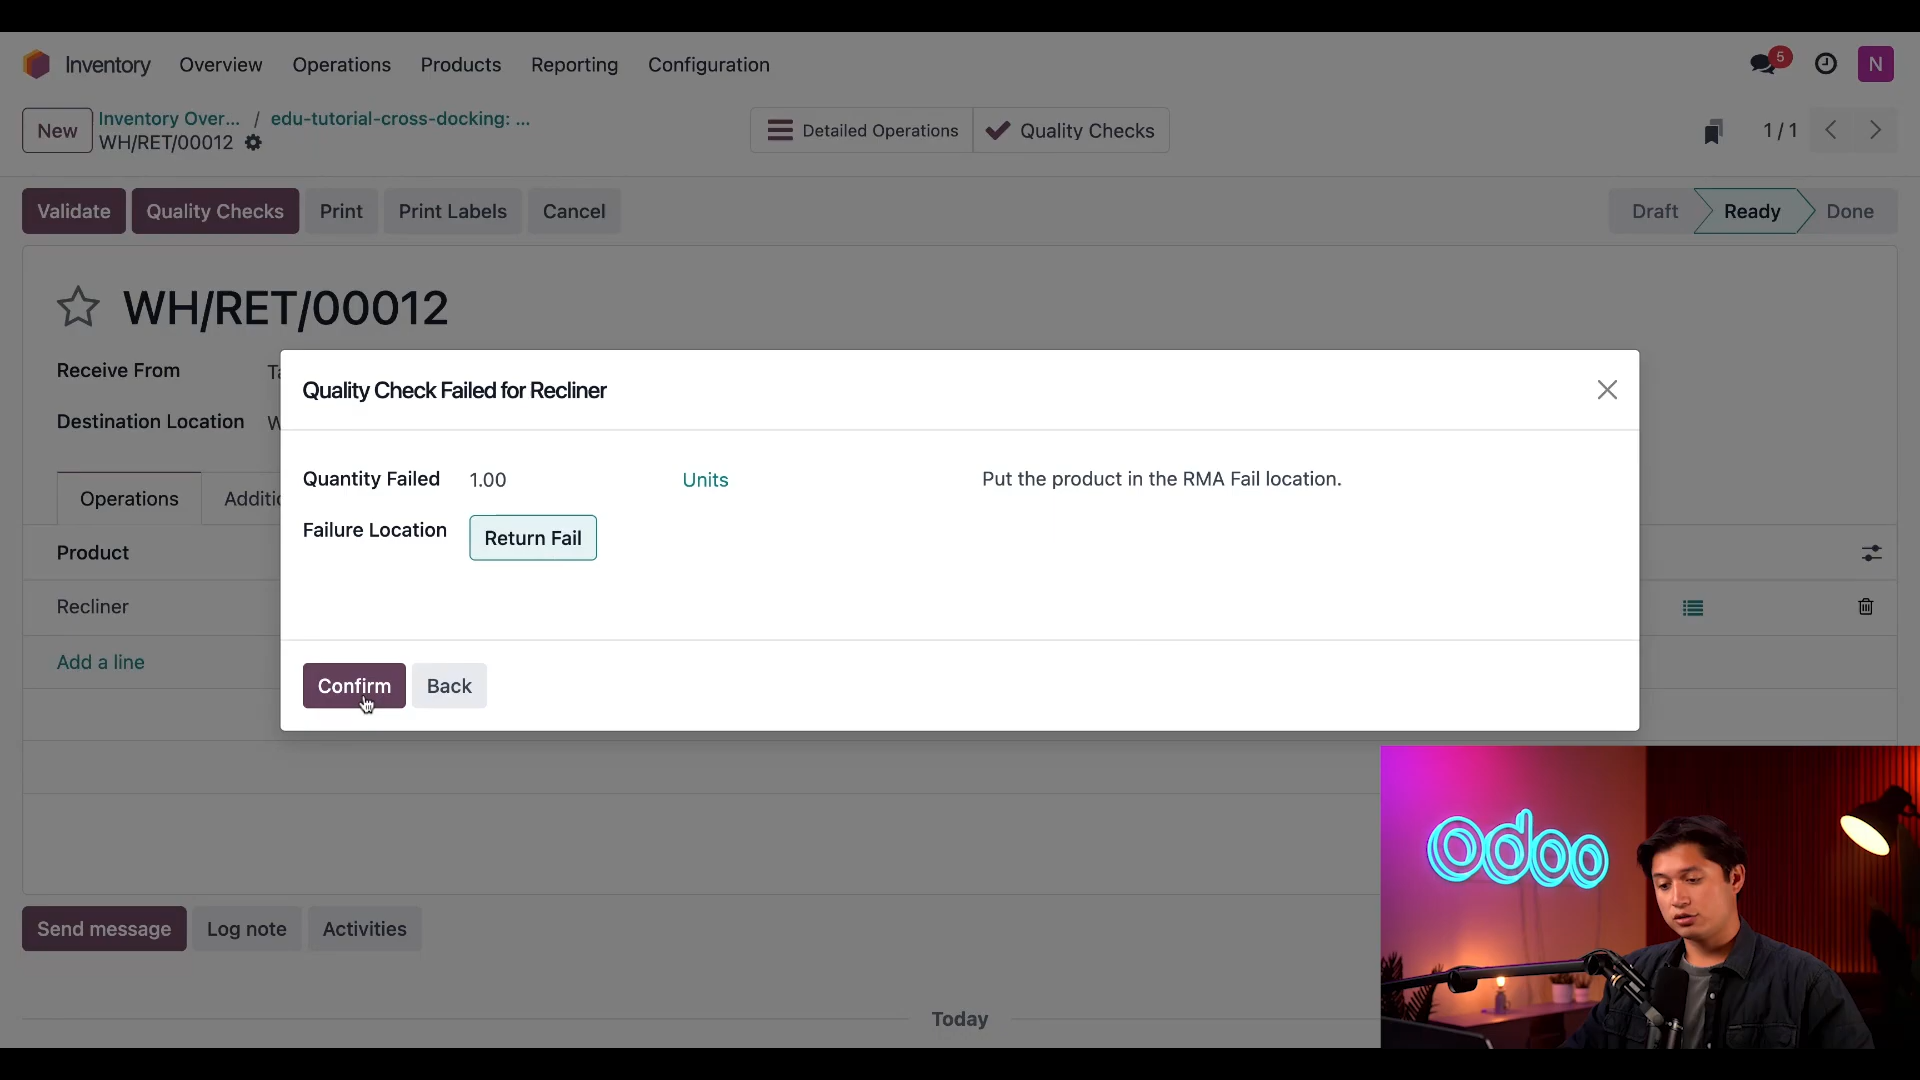 Inventory Overview Operations Products Reporting Configuration 5 N
New Inventory Over... / edu-tutorial-cross-docking: ... Detailed Operations Quality Checks 1 / 1
WH/RET/00012
Validate Quality Checks Print Print Labels Cancel Draft Ready Done
WH/RET/00012
Receive From
Destination Location
Quality Check Failed for Recliner
Quantity Failed 1.00 Units Put the product in the RMA Fail location.
Failure Location Return Fail
Operations
Product
Recliner
Add a line
Confirm Back
odoo
Send message Log note Activities
Today